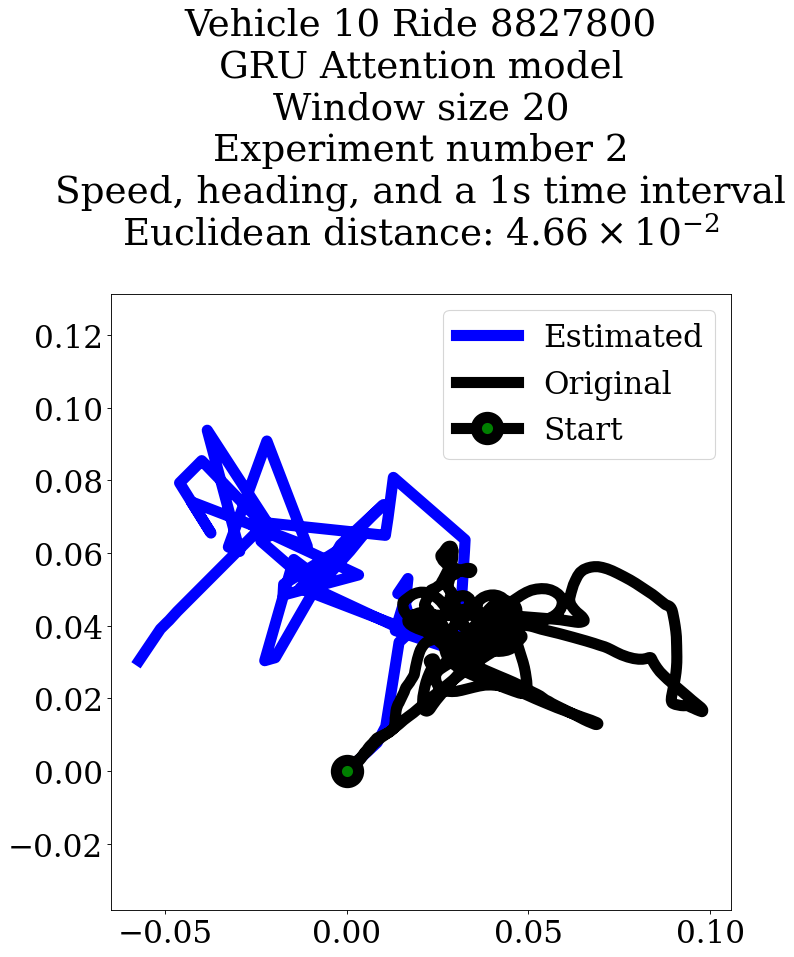 Vehicle 10 Ride 8827800
GRU Attention model
Window size 20
Experiment number 2
Speed, heading, and a 1s time interval
Euclidean distance: 4.66 × 10⁻²
Estimated
Original
Start
0.12
0.10
0.08
0.06
0.04
0.02
0.00
−0.02
−0.05 0.00 0.05 0.10